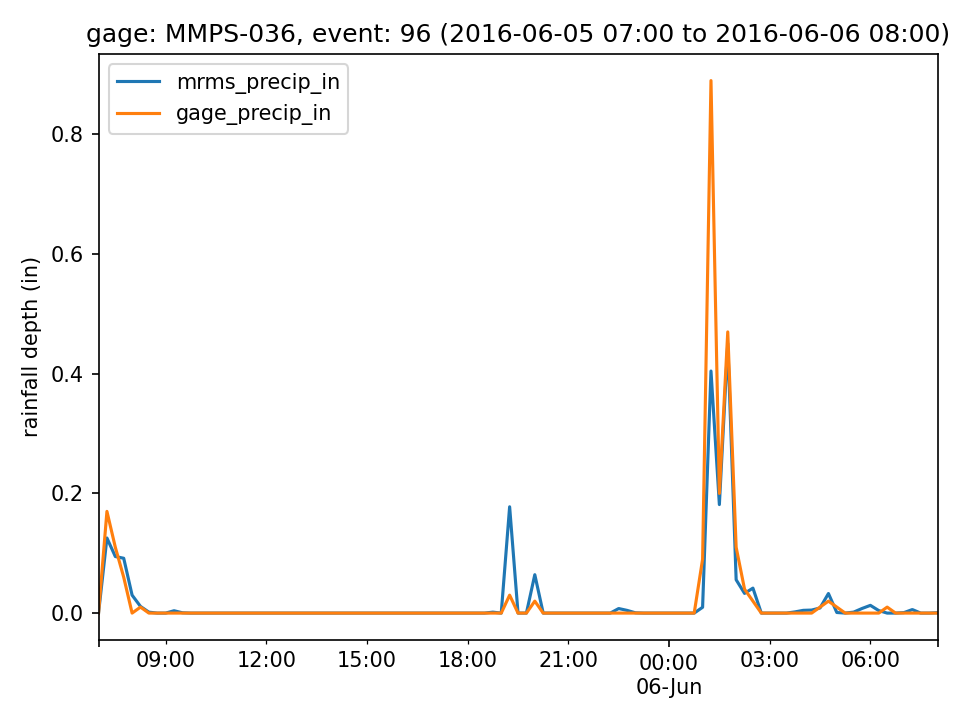 gage: MMPS-036, event: 96 (2016-06-05 07:00 to 2016-06-06 08:00)
mrms_precip_in
gage_precip_in
rainfall depth (in)
0.8
0.6
0.4
0.2
0.0
09:00 12:00 15:00 18:00 21:00 00:00 03:00 06:00
06-Jun